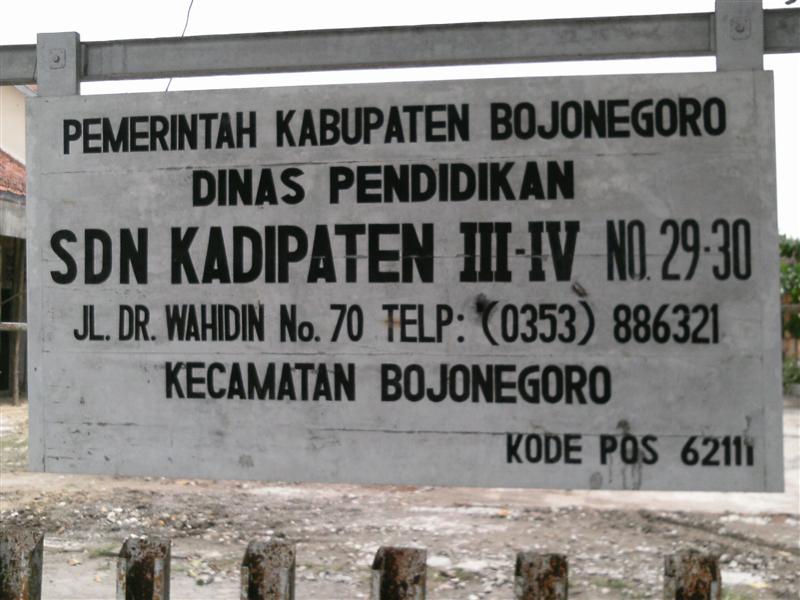 PEMERINTAH KABUPATEN BOJONEGORO
DINAS PENDIDIKAN
SDN KADIPATEN III-IV NO. 29-30
JL. DR. WAHIDIN No. 70 TELP: (0353) 886321
KECAMATAN BOJONEGORO
KODE POS 62111